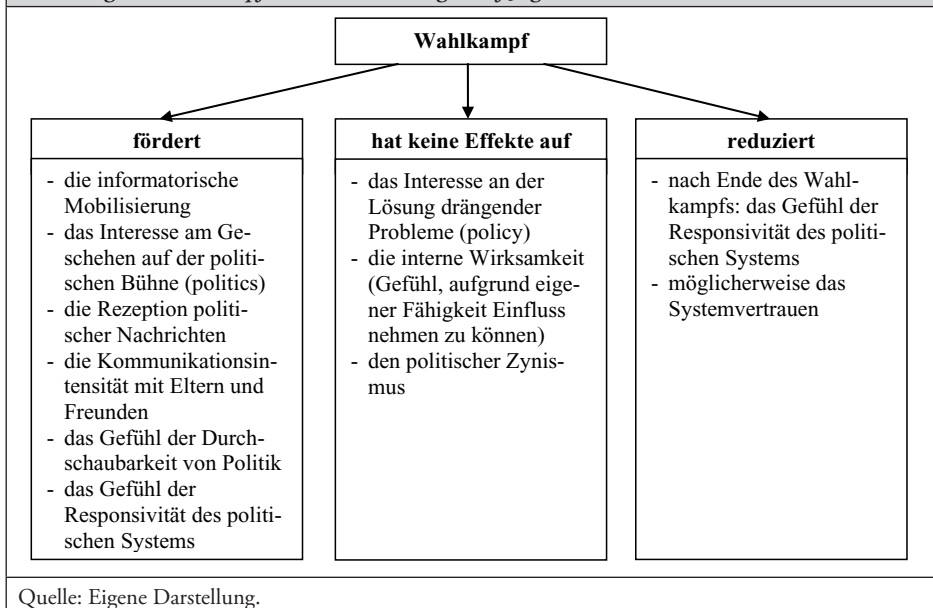 Wahlkampf
fördert
- die informatorische
Mobilisierung
- das Interesse am Ge-
schehen auf der politi-
schen Bühne (politics)
- die Rezeption politi-
scher Nachrichten
- die Kommunikationsin-
tensität mit Eltern und
Freunden
- das Gefühl der Durch-
schaubarkeit von Politik
- das Gefühl der
Responsivität des politi-
schen Systems
hat keine Effekte auf
- das Interesse an der
Lösung drängender
Probleme (policy)
- die interne Wirksamkeit
(Gefühl, aufgrund eige-
ner Fähigkeit Einfluss
nehmen zu können)
- den politischer Zynis-
mus
reduziert
- nach Ende des Wahl-
kampfs: das Gefühl der
Responsivität des politi-
schen Systems
- möglicherweise das
Systemvertrauen
Quelle: Eigene Darstellung.